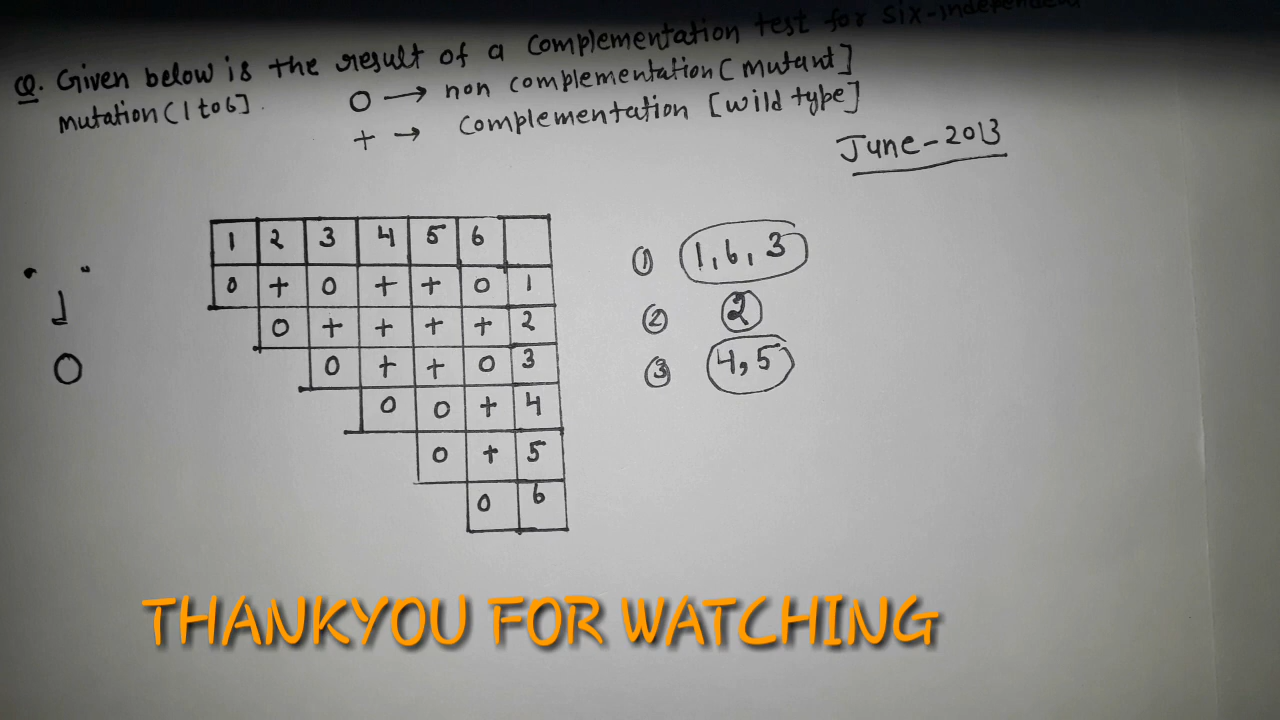 Q. Given below is the result of a complementation test for six-independent
mutation (1 to 6].
O → non complementation ( mutant]
+ → complementation [wild type]
June-2013
1 2 3 4 5 6
0 + 0 + + 0 1
0 + + + + 2
0 + + 0 3
0 0 + 4
0 + 5
0 6
① 1, 6, 3
② 2
③ 4, 5
O
THANKYOU FOR WATCHING